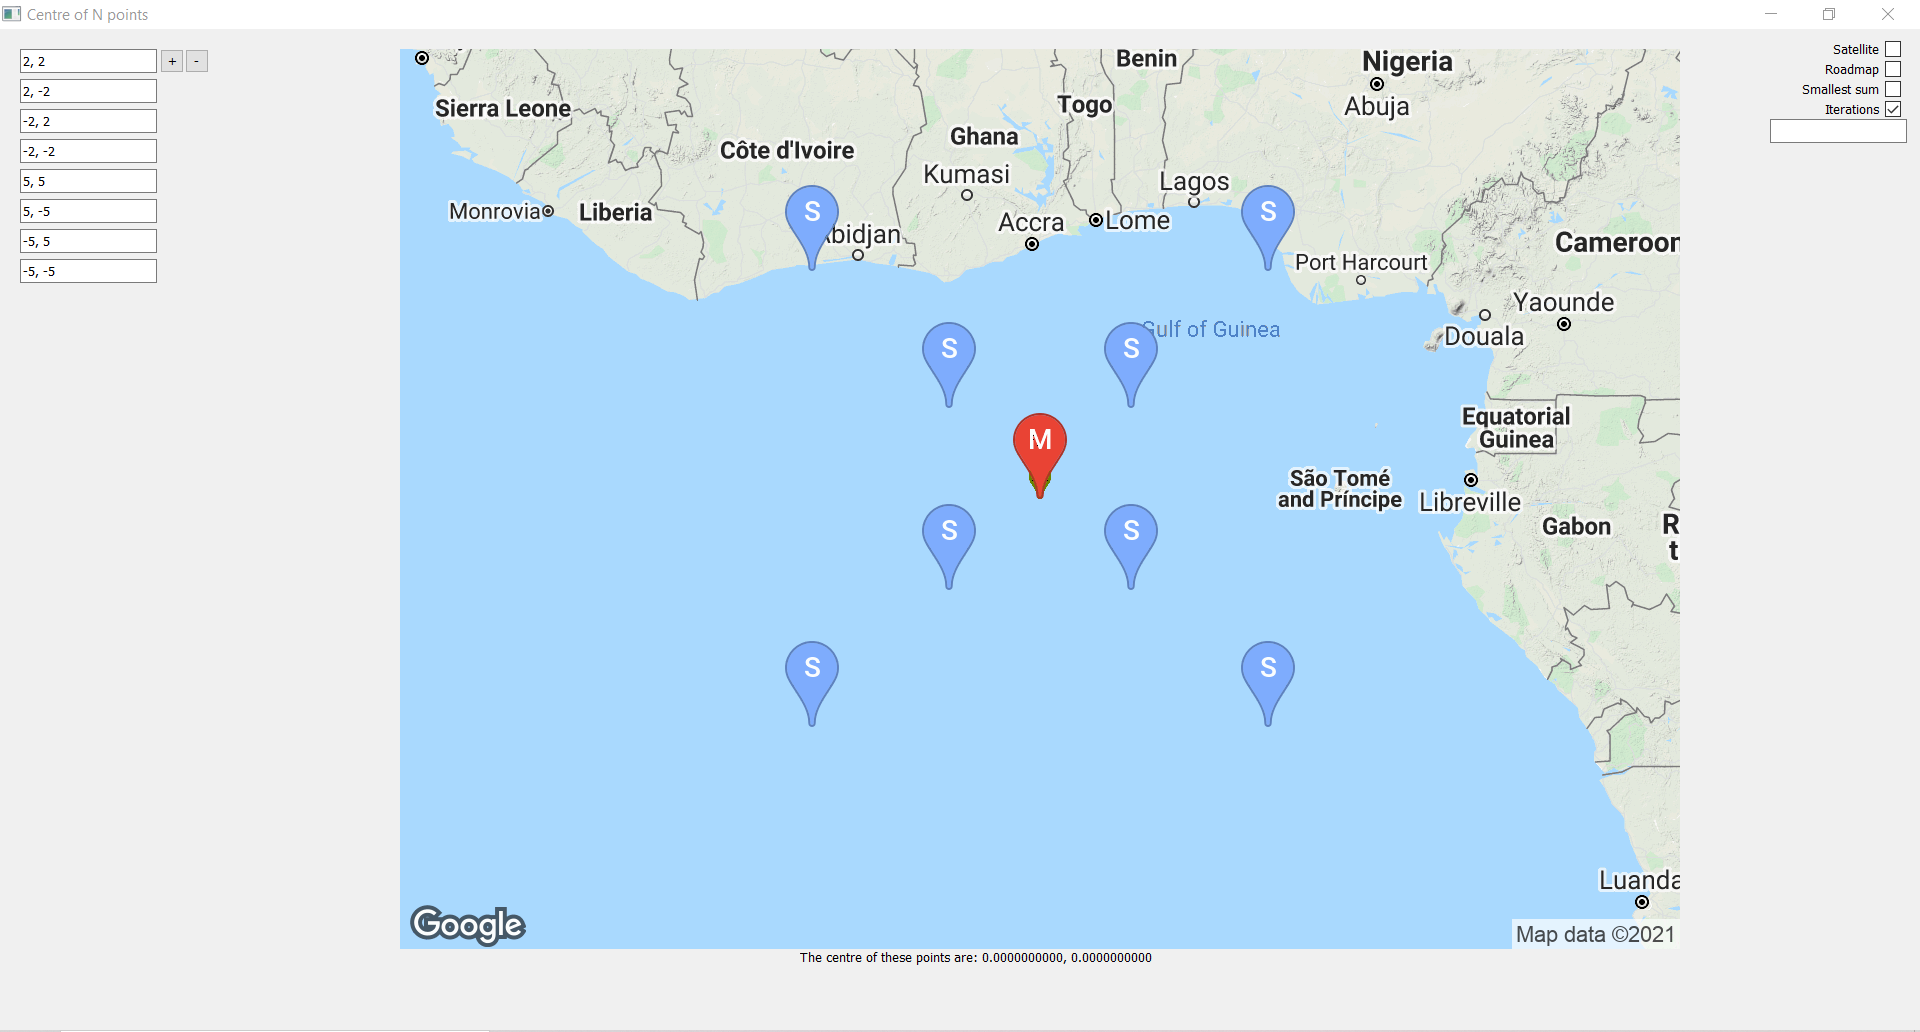 Centre of N points
2, 2
+
-
2, -2
-2, 2
-2, -2
5, 5
5, -5
-5, 5
-5, -5
Satellite
Roadmap
Smallest sum
Iterations
Benin
Nigeria
Abuja
Sierra Leone
Togo
Ghana
Côte d'Ivoire
Kumasi
Lagos
Monrovia
Liberia
S
S
Accra
Lome
bidjan
Cameroon
Port Harcourt
Yaounde
Gulf of Guinea
Douala
S
S
Equatorial
Guinea
M
São Tomé
and Príncipe
Libreville
Gabon
R
t
S
S
S
S
Luanda
Google
Map data ©2021
The centre of these points are: 0.0000000000, 0.0000000000